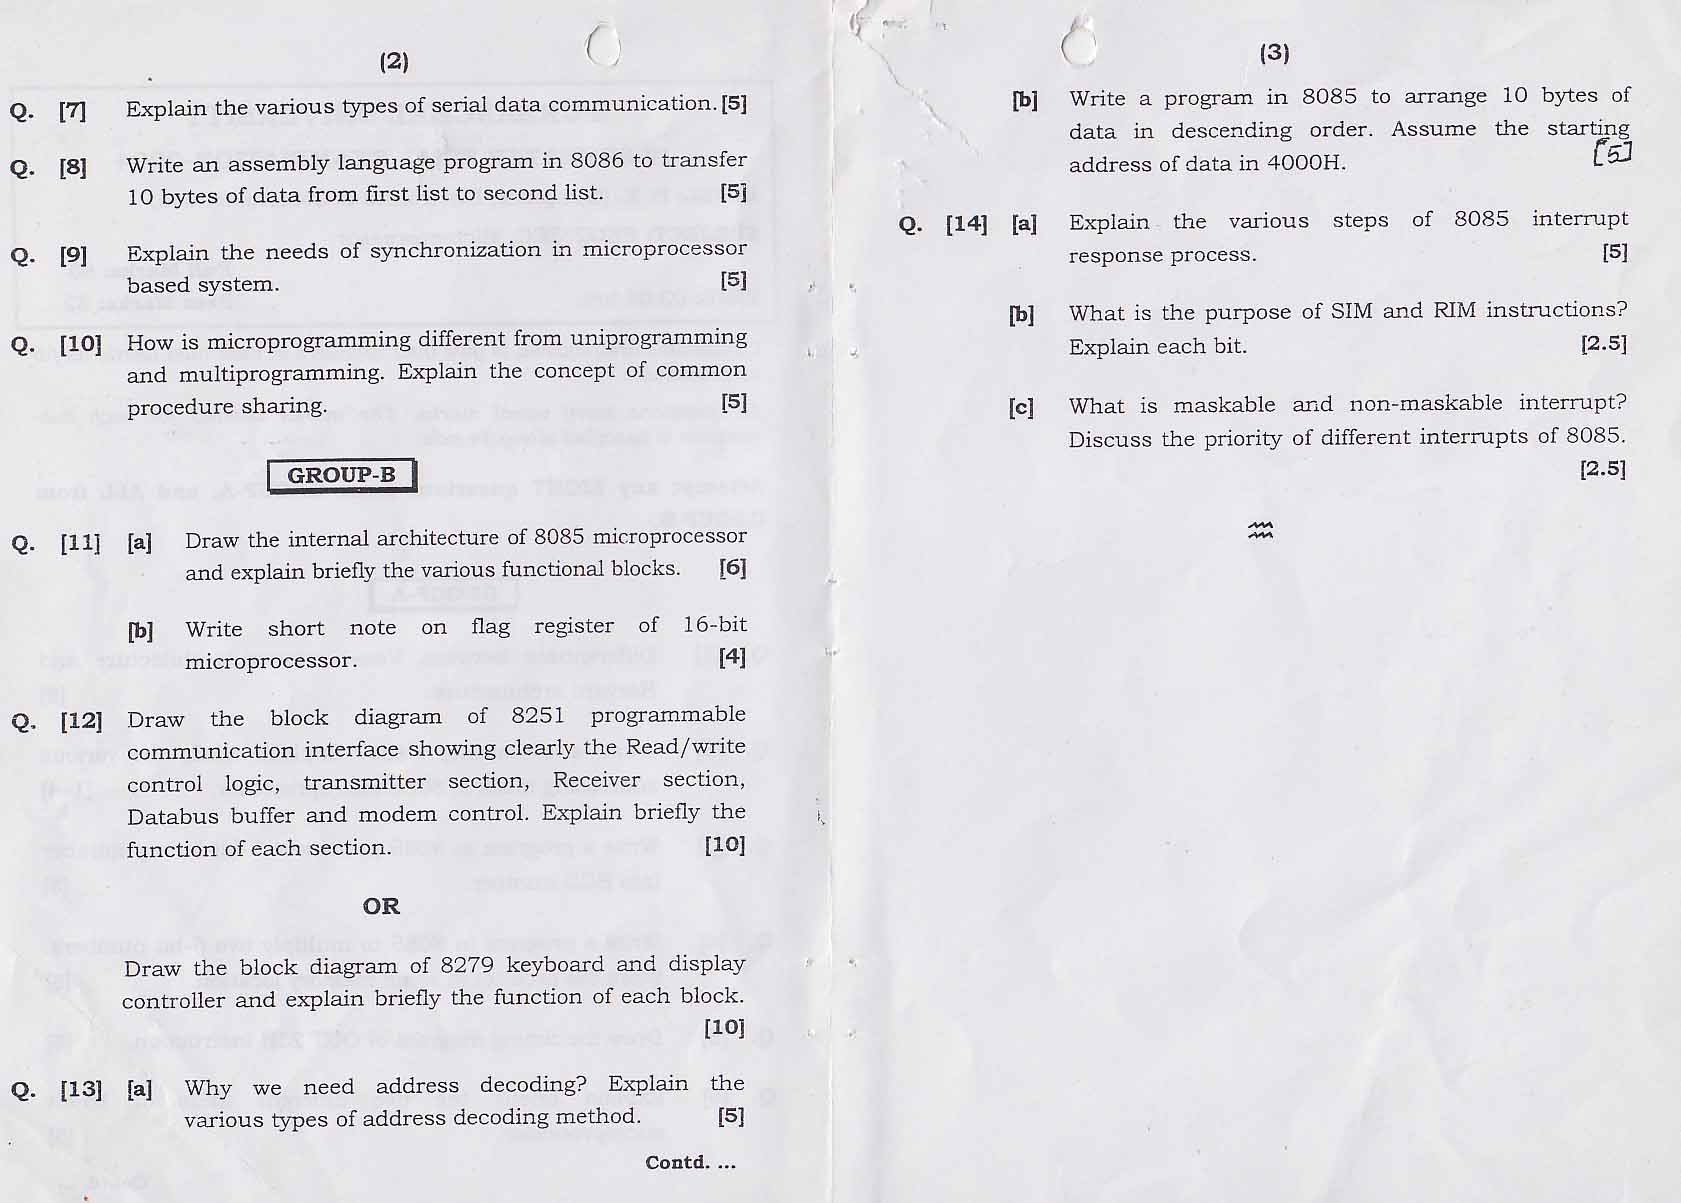 (2)
Q. [7] Explain the various types of serial data communication. [5]
Q. [8] Write an assembly language program in 8086 to transfer
10 bytes of data from first list to second list. [5]
Q. [9] Explain the needs of synchronization in microprocessor
based system. [5]
Q. [10] How is microprogramming different from uniprogramming
and multiprogramming. Explain the concept of common
procedure sharing. [5]
GROUP-B
Q. [11] [a] Draw the internal architecture of 8085 microprocessor
and explain briefly the various functional blocks. [6]
[b] Write short note on flag register of 16-bit
microprocessor. [4]
Q. [12] Draw the block diagram of 8251 programmable
communication interface showing clearly the Read/write
control logic, transmitter section, Receiver section,
Databus buffer and modem control. Explain briefly the
function of each section. [10]
OR
Draw the block diagram of 8279 keyboard and display
controller and explain briefly the function of each block.
[10]
Q. [13] [a] Why we need address decoding? Explain the
various types of address decoding method. [5]
Contd. ...
(3)
[b] Write a program in 8085 to arrange 10 bytes of
data in descending order. Assume the starting
address of data in 4000H. [5]
Q. [14] [a] Explain the various steps of 8085 interrupt
response process. [5]
[b] What is the purpose of SIM and RIM instructions?
Explain each bit. [2.5]
[c] What is maskable and non-maskable interrupt?
Discuss the priority of different interrupts of 8085.
[2.5]